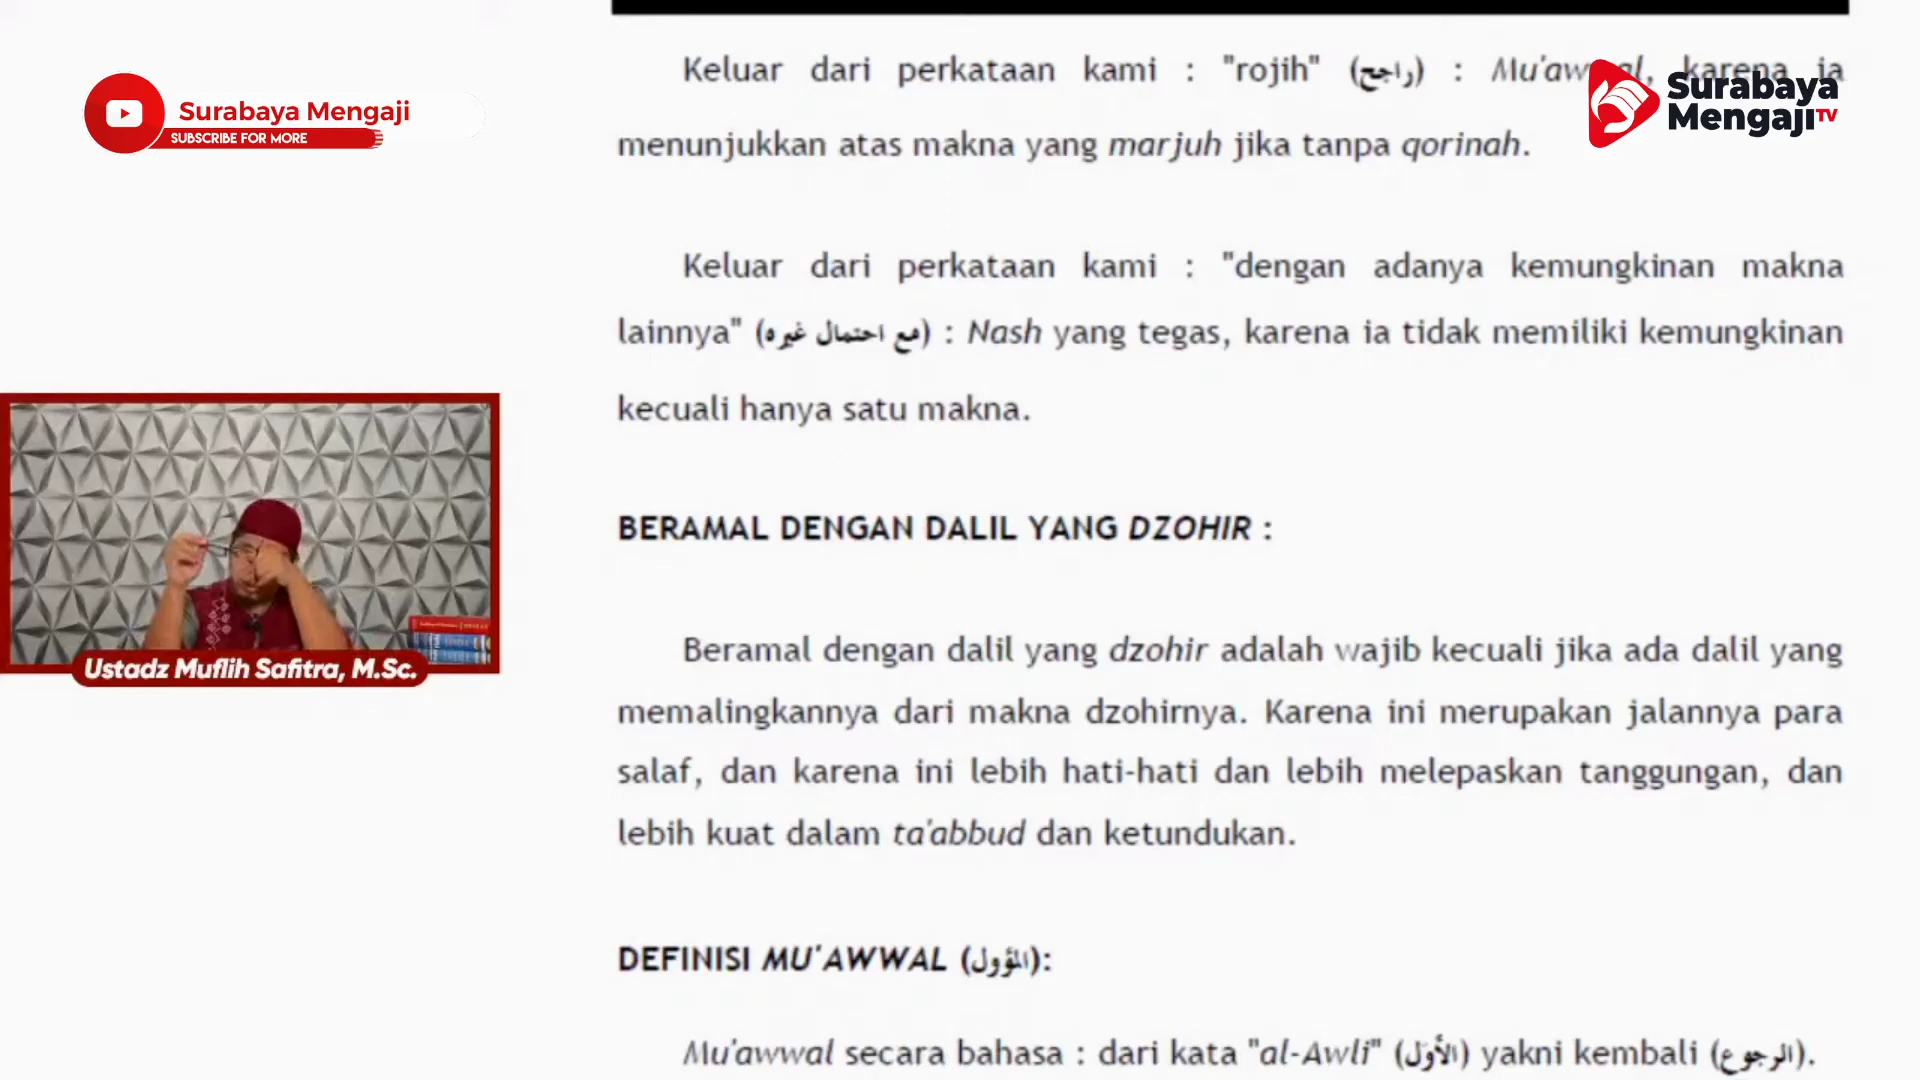 Keluar dari perkataan kami : "rojih" (راجح) : karena ia
menunjukkan atas makna yang marjuh jika tanpa qorinah.
Keluar dari perkataan kami : "dengan adanya kemungkinan makna
lainnya" (مع احتمال غيره) : Nash yang tegas, karena ia tidak memiliki kemungkinan
kecuali hanya satu makna.
BERAMAL DENGAN DALIL YANG DZOHIR :
Beramal dengan dalil yang dzohir adalah wajib kecuali jika ada dalil yang
memalingkannya dari makna dzohirnya. Karena ini merupakan jalannya para
salaf, dan karena ini lebih hati-hati dan lebih melepaskan tanggungan, dan
lebih kuat dalam ta'abbud dan ketundukan.
DEFINISI MU'AWWAL (المؤول):
Mu'awwal secara bahasa : dari kata "al-Awli" (الأَوْل) yakni kembali (الرجوع).
Surabaya Mengaji
SUBSCRIBE FOR MORE
Surabaya
Mengaji TV
Ustadz Muflih Safitra, M.Sc.